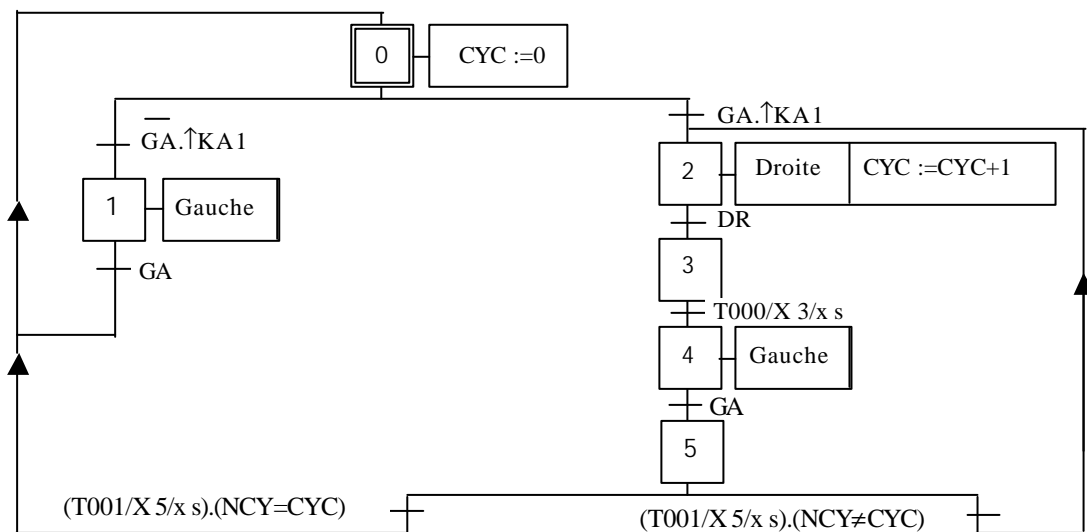 0
CYC :=0
G̅A̅.↑KA1
GA.↑KA1
2
Droite
CYC :=CYC+1
1
Gauche
DR
GA
3
T000/X 3/x s
4
Gauche
GA
5
(T001/X 5/x s).(NCY=CYC)
(T001/X 5/x s).(NCY≠CYC)